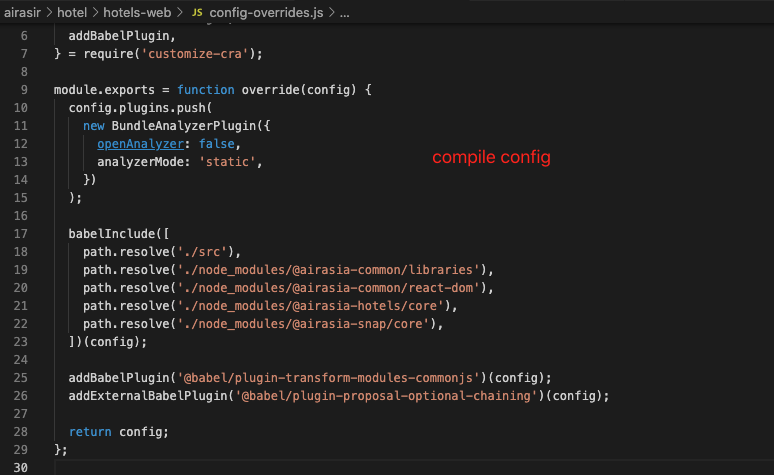 airasir > hotel > hotels-web > JS config-overrides.js > ...
6 addBabelPlugin,
7 } = require('customize-cra');
8
9 module.exports = function override(config) {
10 config.plugins.push(
11 new BundleAnalyzerPlugin({
12 openAnalyzer: false,
13 analyzerMode: 'static',
compile config
14 })
15 );
16
17 babelInclude([
18 path.resolve('./src'),
19 path.resolve('./node_modules/@airasia-common/libraries'),
20 path.resolve('./node_modules/@airasia-common/react-dom'),
21 path.resolve('./node_modules/@airasia-hotels/core'),
22 path.resolve('./node_modules/@airasia-snap/core'),
23 ])(config);
24
25 addBabelPlugin('@babel/plugin-transform-modules-commonjs')(config);
26 addExternalBabelPlugin('@babel/plugin-proposal-optional-chaining')(config);
27
28 return config;
29 };
30